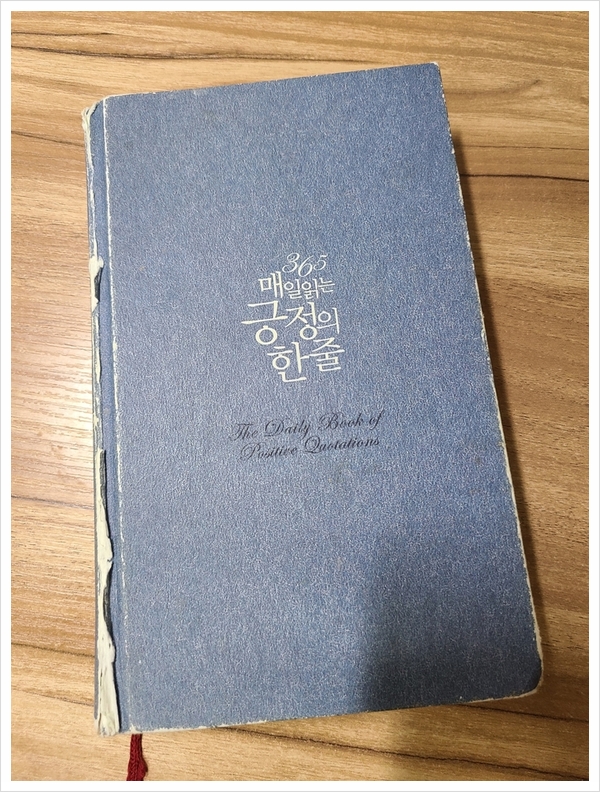 365
매일읽는
긍정의
한줄
The Daily Book of
Positive Quotations